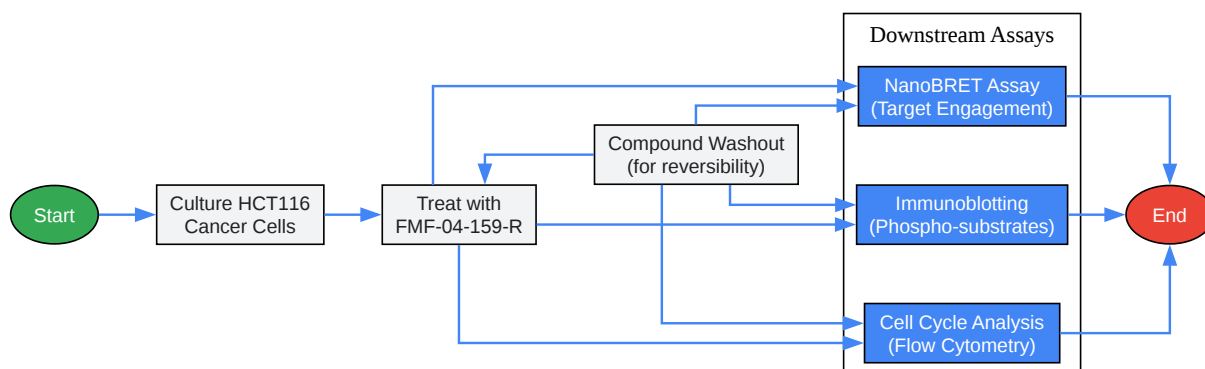 Start
Culture HCT116
Cancer Cells
Treat with
FMF-04-159-R
Compound Washout
(for reversibility)
Downstream Assays
NanoBRET Assay
(Target Engagement)
Immunoblotting
(Phospho-substrates)
Cell Cycle Analysis
(Flow Cytometry)
End